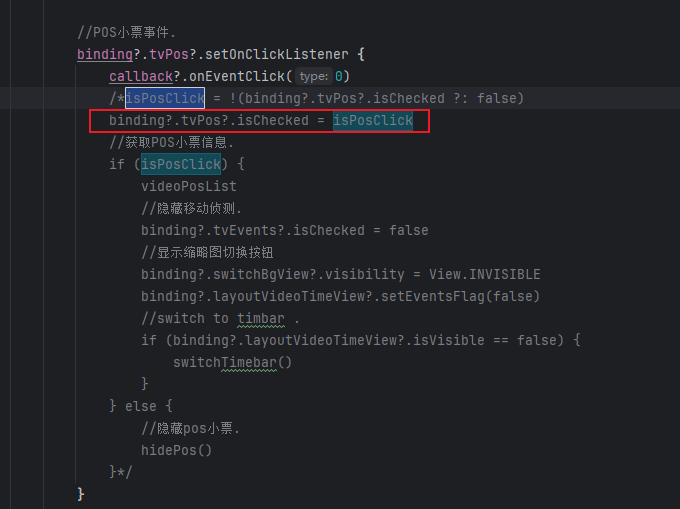 //POS小票事件.
binding?.tvPos?.setOnClickListener {
callback?.onEventClick( type: 0)
/*isPosClick = !(binding?.tvPos?.isChecked ?: false)
binding?.tvPos?.isChecked = isPosClick
//获取POS小票信息.
if (isPosClick) {
videoPosList
//隐藏移动侦测.
binding?.tvEvents?.isChecked = false
//显示缩略图切换按钮
binding?.switchBgView?.visibility = View.INVISIBLE
binding?.layoutVideoTimeView?.setEventsFlag(false)
//switch to timbar .
if (binding?.layoutVideoTimeView?.isVisible == false) {
switchTimebar()
}
} else {
//隐藏pos小票.
hidePos()
}*/
}